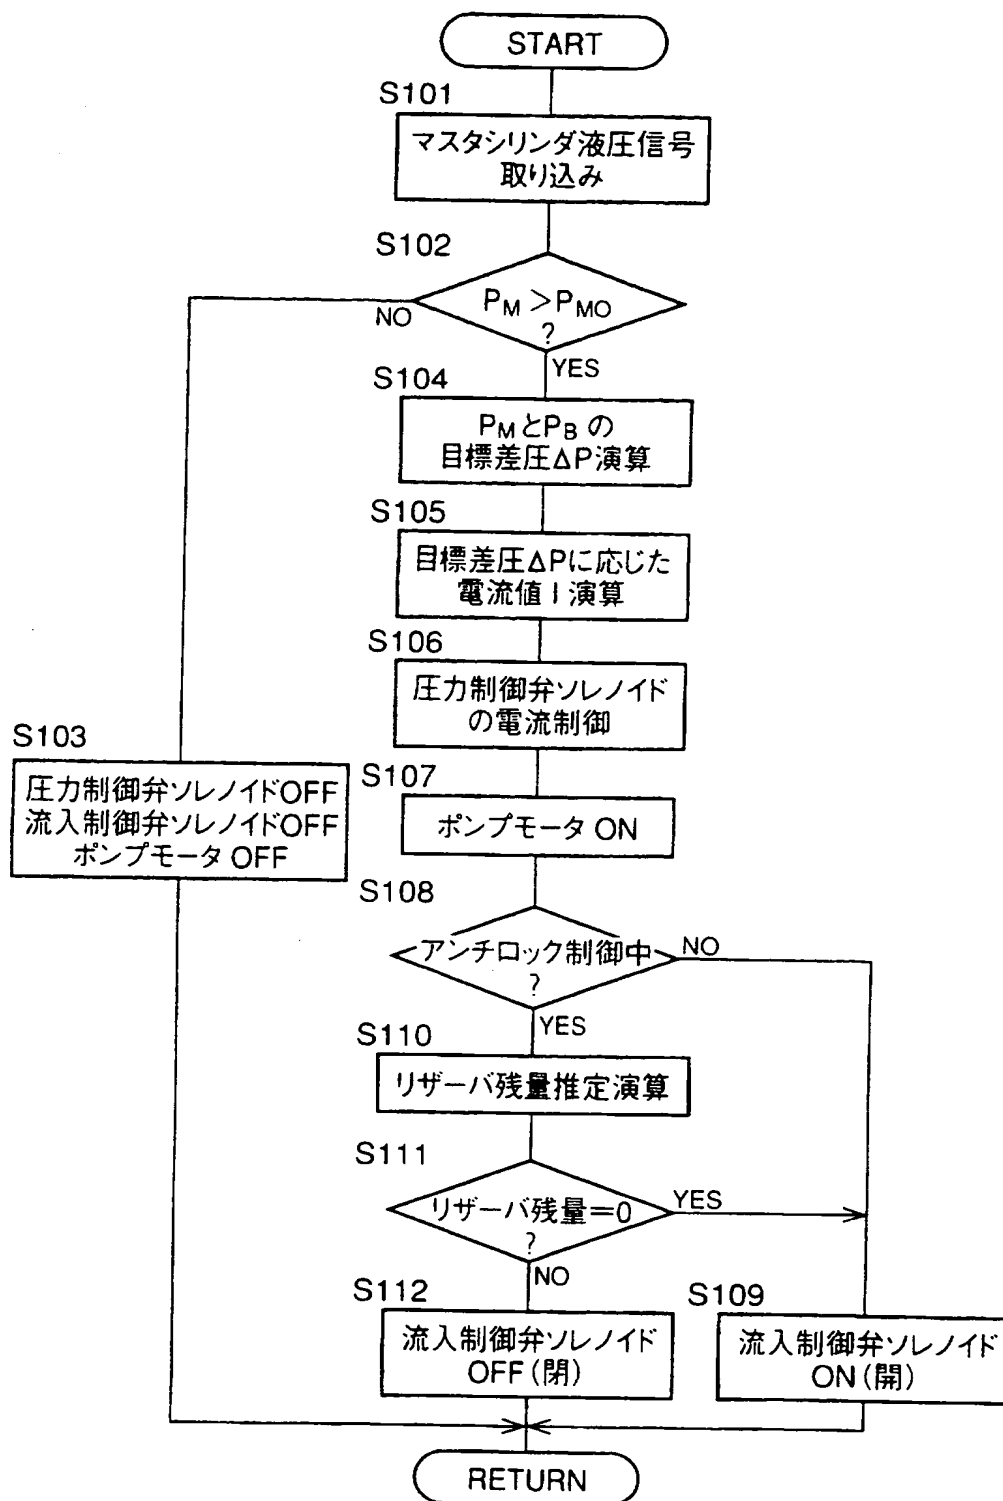 START
S101
マスタシリンダ液圧信号
取り込み
S102
PM＞PMO
?
NO
YES
S104
PMとPBの
目標差圧ΔP演算
S105
目標差圧ΔPに応じた
電流値I演算
S106
圧力制御弁ソレノイド
の電流制御
S103
圧力制御弁ソレノイドOFF
流入制御弁ソレノイドOFF
ポンプモータOFF
S107
ポンプモータON
S108
アンチロック制御中
?
NO
YES
S110
リザーバ残量推定演算
S111
リザーバ残量＝0
?
YES
NO
S112
流入制御弁ソレノイド
OFF(閉)
S109
流入制御弁ソレノイド
ON(開)
RETURN